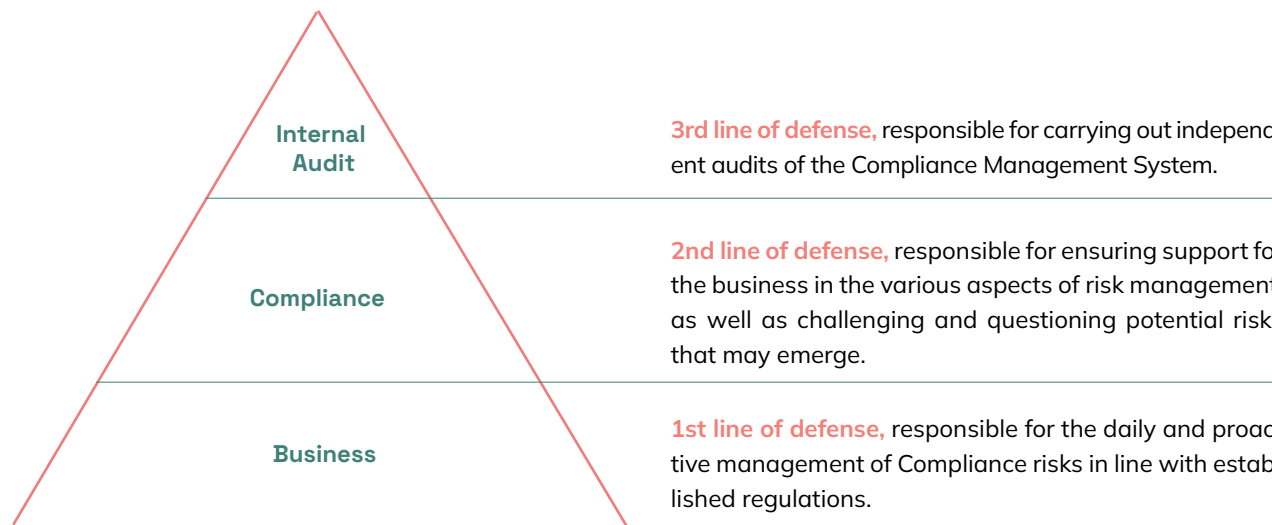 Internal
Audit
3rd line of defense, responsible for carrying out independ
ent audits of the Compliance Management System.
Compliance
2nd line of defense, responsible for ensuring support fo
the business in the various aspects of risk management
as well as challenging and questioning potential risk
that may emerge.
Business
1st line of defense, responsible for the daily and proac
tive management of Compliance risks in line with estab
lished regulations.